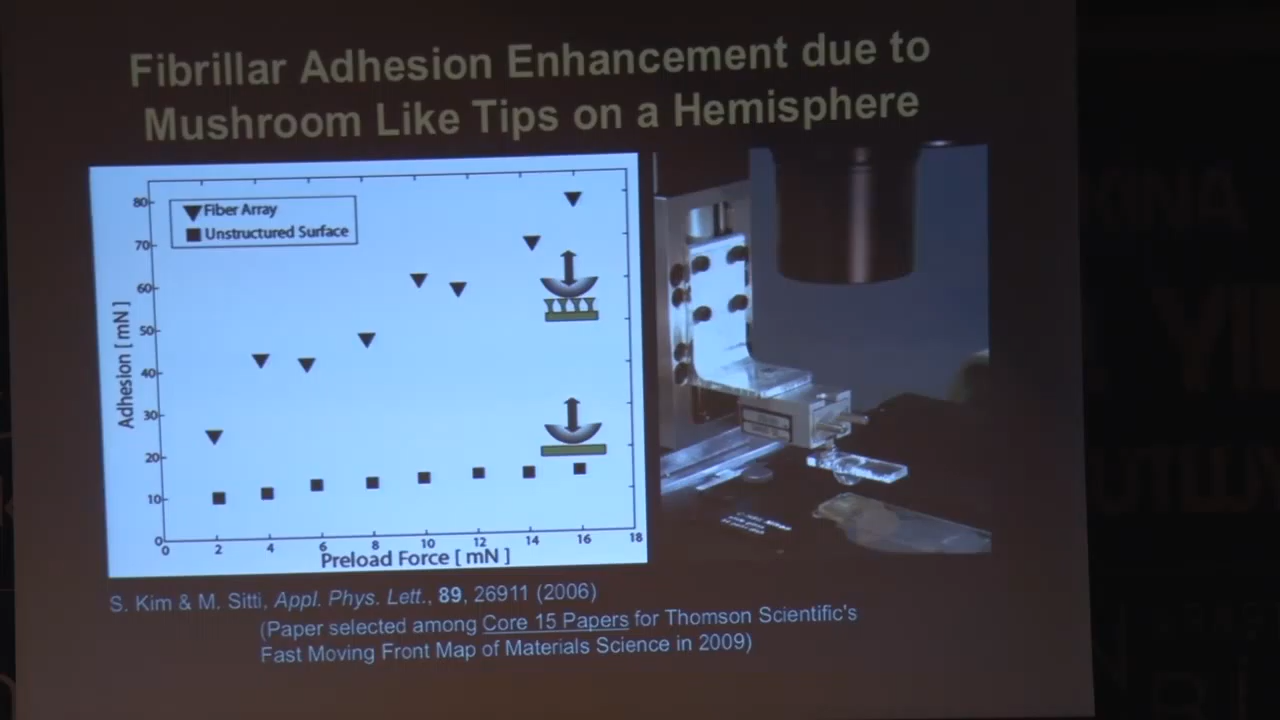 Fibrillar Adhesion Enhancement due to
Mushroom Like Tips on a Hemisphere
Fiber Array
Unstructured Surface
Adhesion [ mN ]
80
70
60
50
40
30
20
10
0
0 2 4 6 8 10 12 14 16 18
Preload Force [ mN ]
S. Kim & M. Sitti, Appl. Phys. Lett., 89, 26911 (2006)
(Paper selected among Core 15 Papers for Thomson Scientific's
Fast Moving Front Map of Materials Science in 2009)